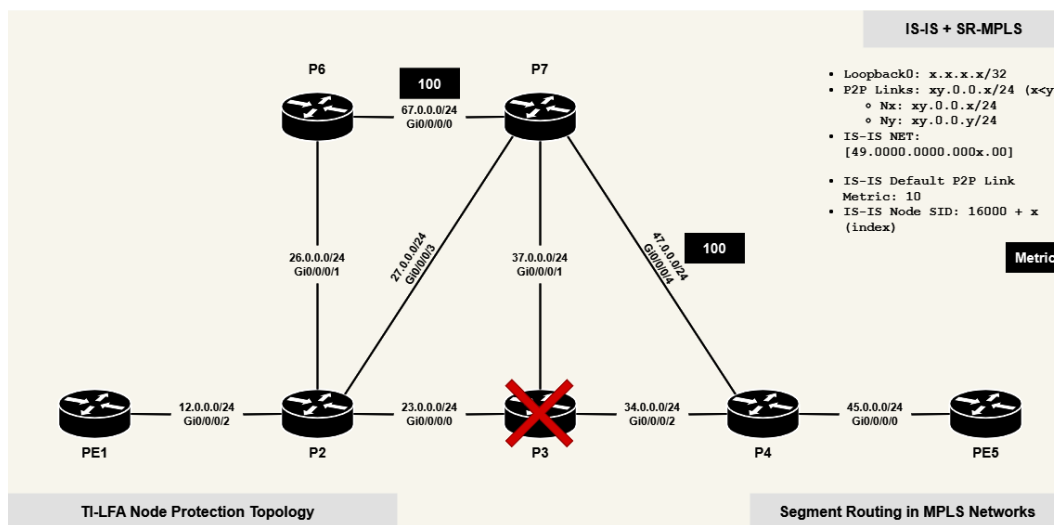 IS-IS + SR-MPLS
P6
P7
100
67.0.0.0/24
Gi0/0/0/0
• Loopback0: x.x.x.x/32
• P2P Links: xy.0.0.x/24 (x<y
o Nx: xy.0.0.x/24
o Ny: xy.0.0.y/24
• IS-IS NET:
[49.0000.0000.000x.00]
• IS-IS Default P2P Link
Metric: 10
• IS-IS Node SID: 16000 + x
(index)
Metric
26.0.0.0/24
Gi0/0/0/1
27.0.0.0/24
Gi0/0/0/3
37.0.0.0/24
Gi0/0/0/1
47.0.0.0/24
Gi0/0/0/4
100
12.0.0.0/24
Gi0/0/0/2
23.0.0.0/24
Gi0/0/0/0
34.0.0.0/24
Gi0/0/0/2
45.0.0.0/24
Gi0/0/0/0
PE1
P2
P3
P4
PE5
TI-LFA Node Protection Topology
Segment Routing in MPLS Networks